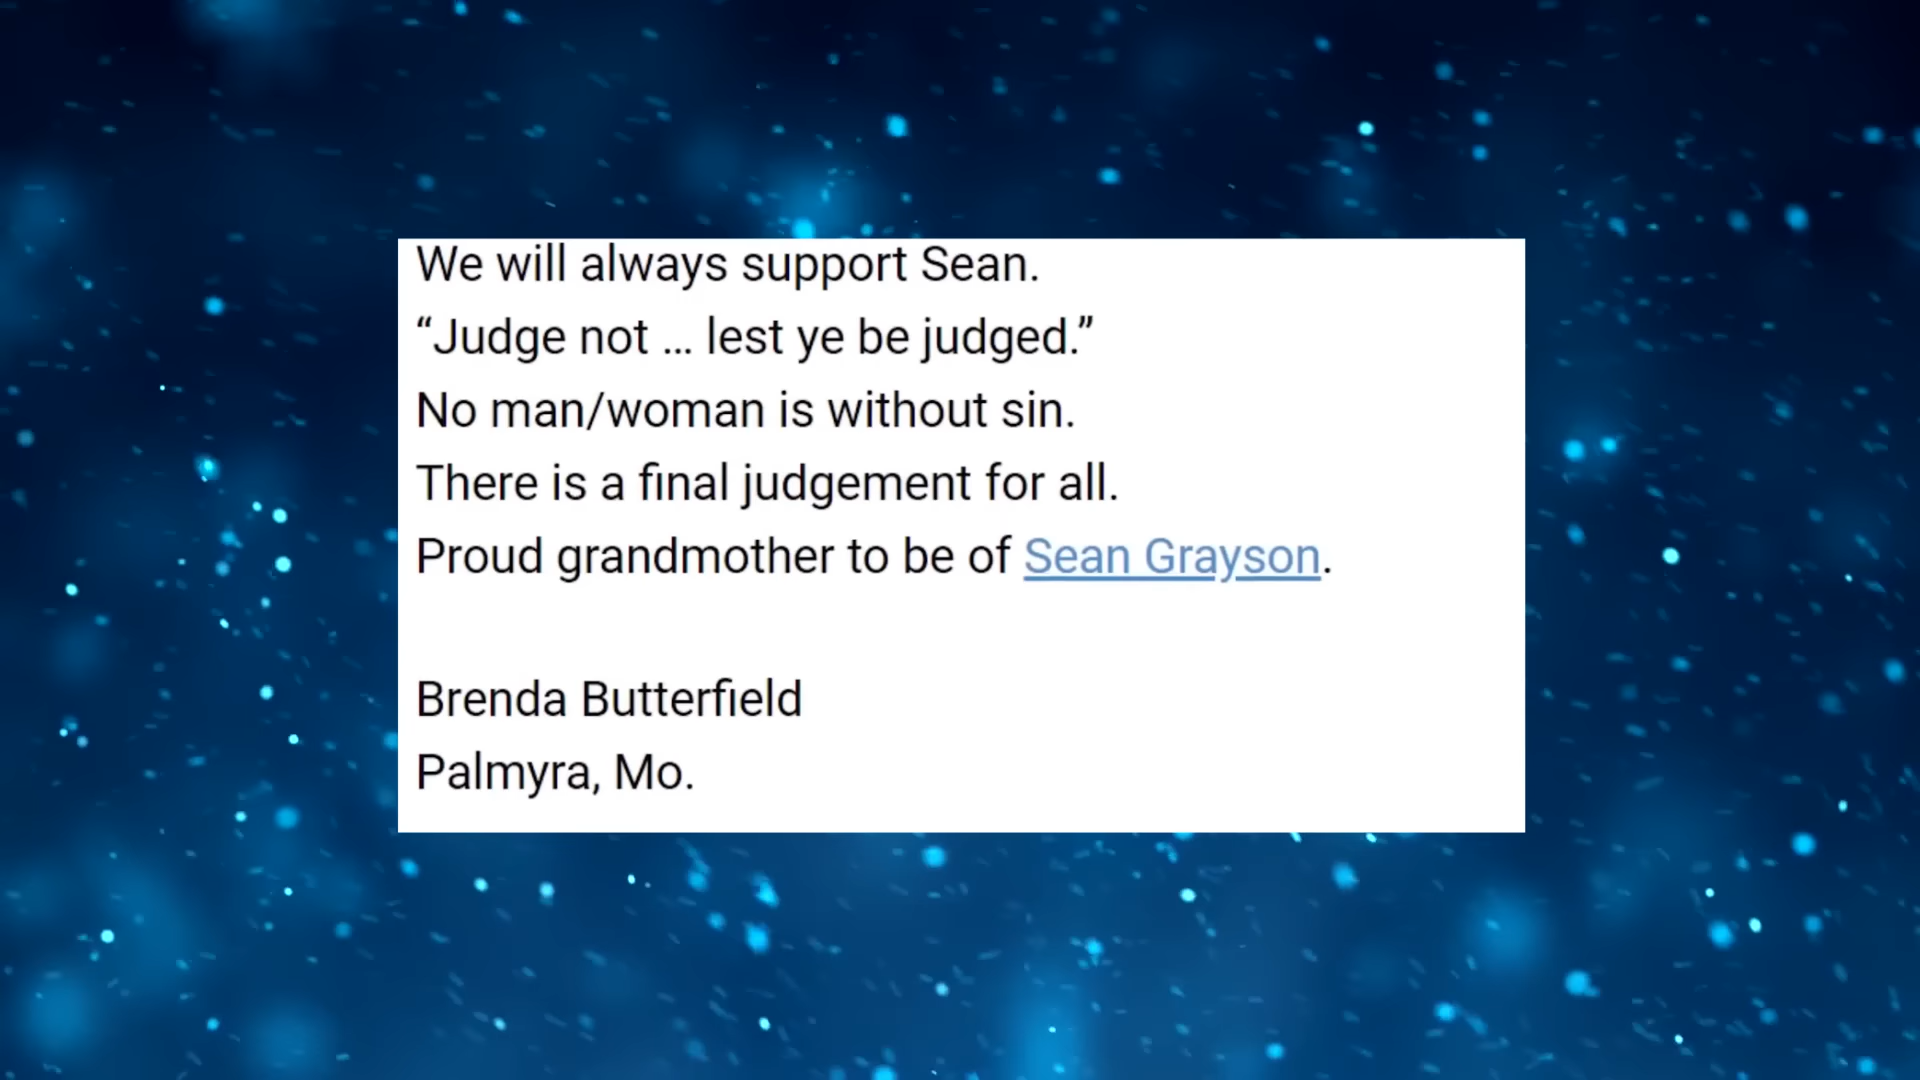 We will always support Sean.
“Judge not ... lest ye be judged.”
No man/woman is without sin.
There is a final judgement for all.
Proud grandmother to be of Sean Grayson.
Brenda Butterfield
Palmyra, Mo.